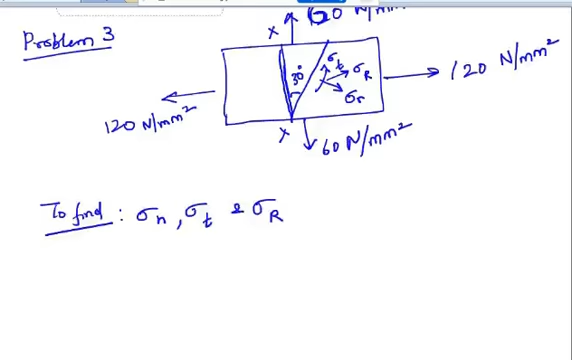 60 N/mm²
Problem 3
X
30°
σt
σR
σn
120 N/mm²
120 N/mm²
X
60 N/mm²
To find : σn, σt & σR